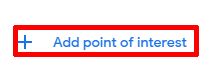 Add point of interest